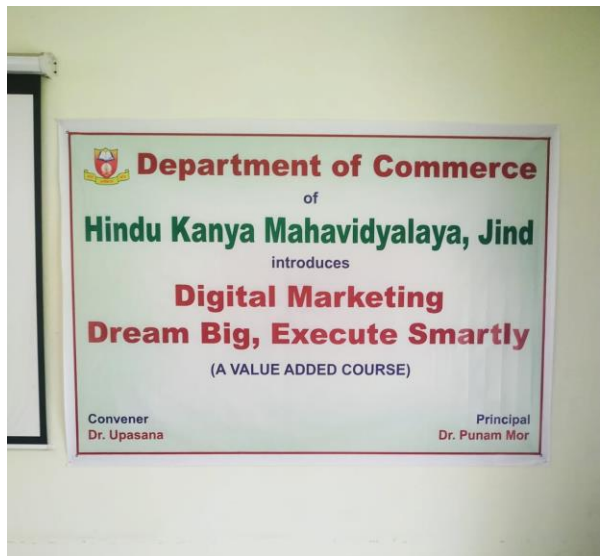 Department of Commerce
of
Hindu Kanya Mahavidyalaya, Jind
introduces
Digital Marketing
Dream Big, Execute Smartly
(A VALUE ADDED COURSE)
Convener Principal
Dr. Upasana Dr. Punam Mor